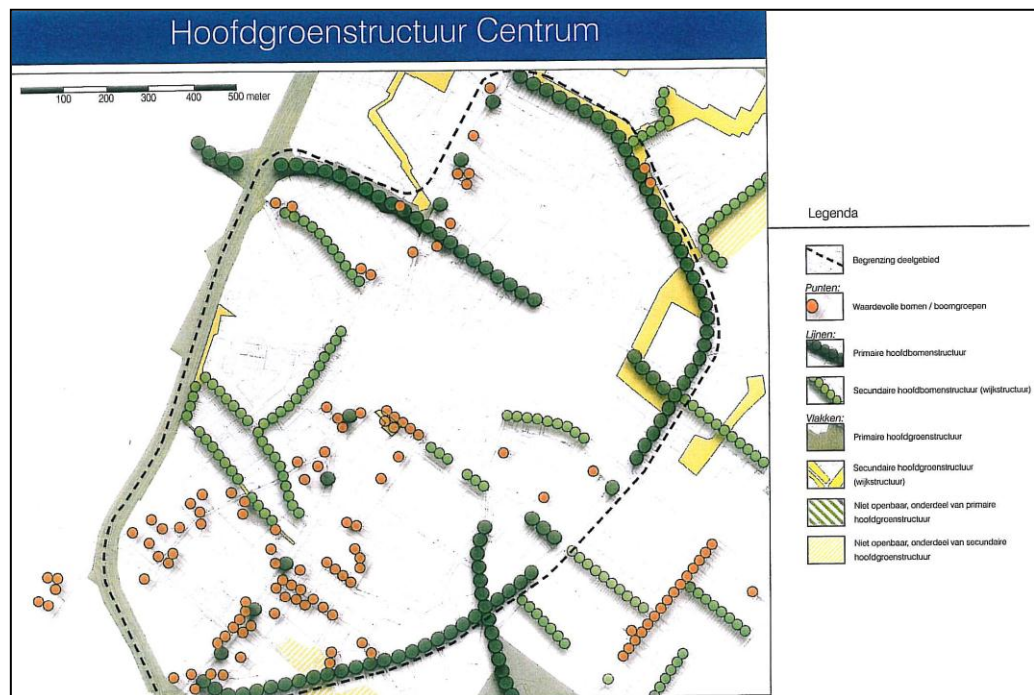 Hoofdgroenstructuur Centrum
100 200 300 400 500 meter
Legenda
Begrenzing deelgebied
Punten:
Waardevolle bomen / boomgroepen
Lijnen:
Primaire hoofdbomenstructuur
Secundaire hoofdbomenstructuur (wijkstructuur)
Vlakken:
Primaire hoofdgroenstructuur
Secundaire hoofdgroenstructuur
(wijkstructuur)
Niet openbaar, onderdeel van primaire
hoofdgroenstructuur
Niet openbaar, onderdeel van secundaire
hoofdgroenstructuur